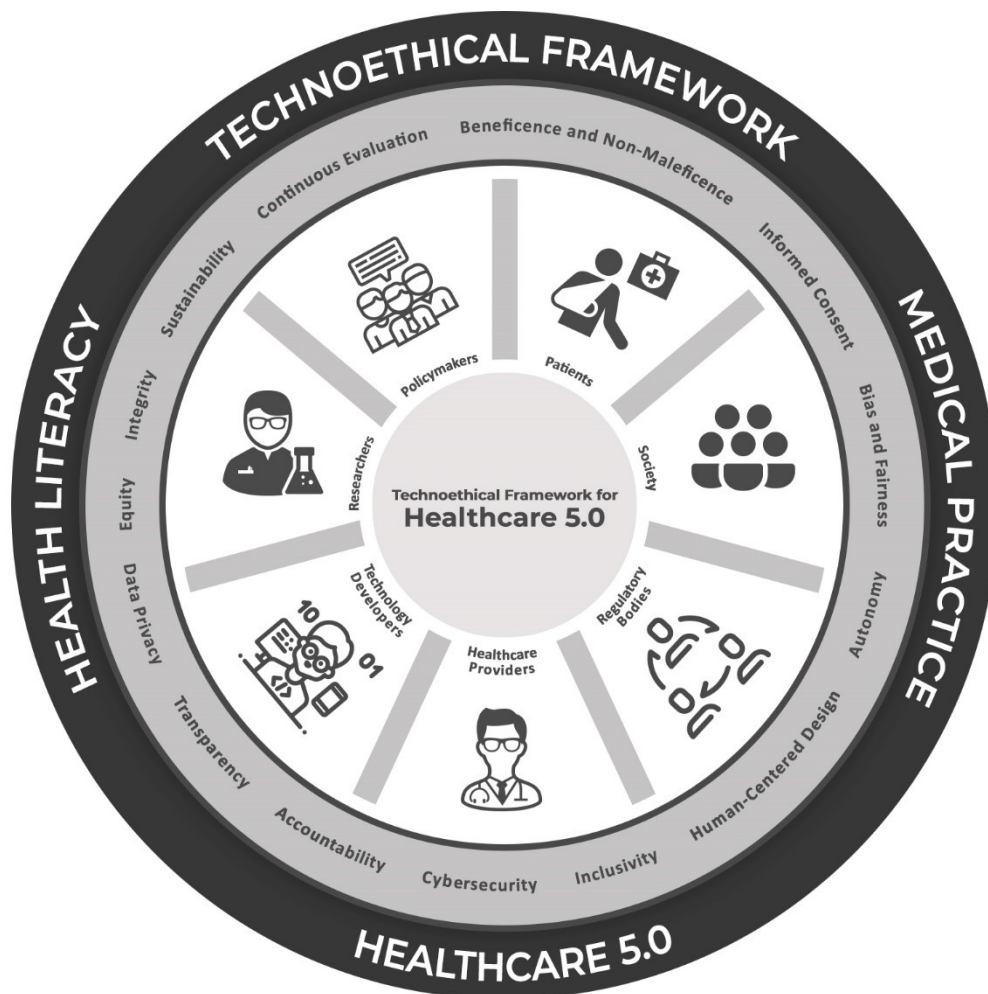 TECHNOETHICAL FRAMEWORK
MEDICAL PRACTICE
HEALTHCARE 5.0
HEALTH LITERACY
Beneficence and Non-Maleficence
Informed Consent
Bias and Fairness
Autonomy
Human-Centered Design
Inclusivity
Cybersecurity
Accountability
Transparency
Data Privacy
Equity
Integrity
Sustainability
Continuous Evaluation
Patients
Society
Regulatory
Bodies
Healthcare
Providers
Technology
Developers
10
01
</>
Researchers
Policymakers
Technoethical Framework for
Healthcare 5.0